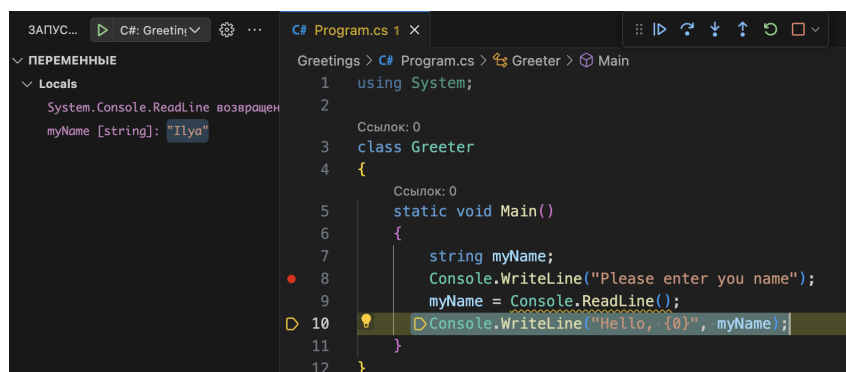 ЗАПУС... C#: Greeting
ПЕРЕМЕННЫЕ
Locals
System.Console.ReadLine возвращен
myName [string]: "Ilya"
C# Program.cs 1
Greetings > C# Program.cs > Greeter > Main
1 using System;
2
Ссылок: 0
3 class Greeter
4 {
Ссылок: 0
5 static void Main()
6 {
7 string myName;
8 Console.WriteLine("Please enter you name");
9 myName = Console.ReadLine();
10 Console.WriteLine("Hello, {0}", myName);
11 }
12 }